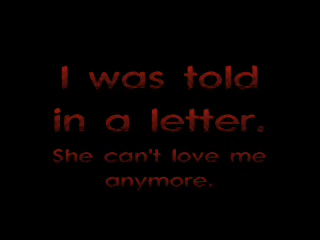 I was told
in a letter.
She can't love me
anymore.